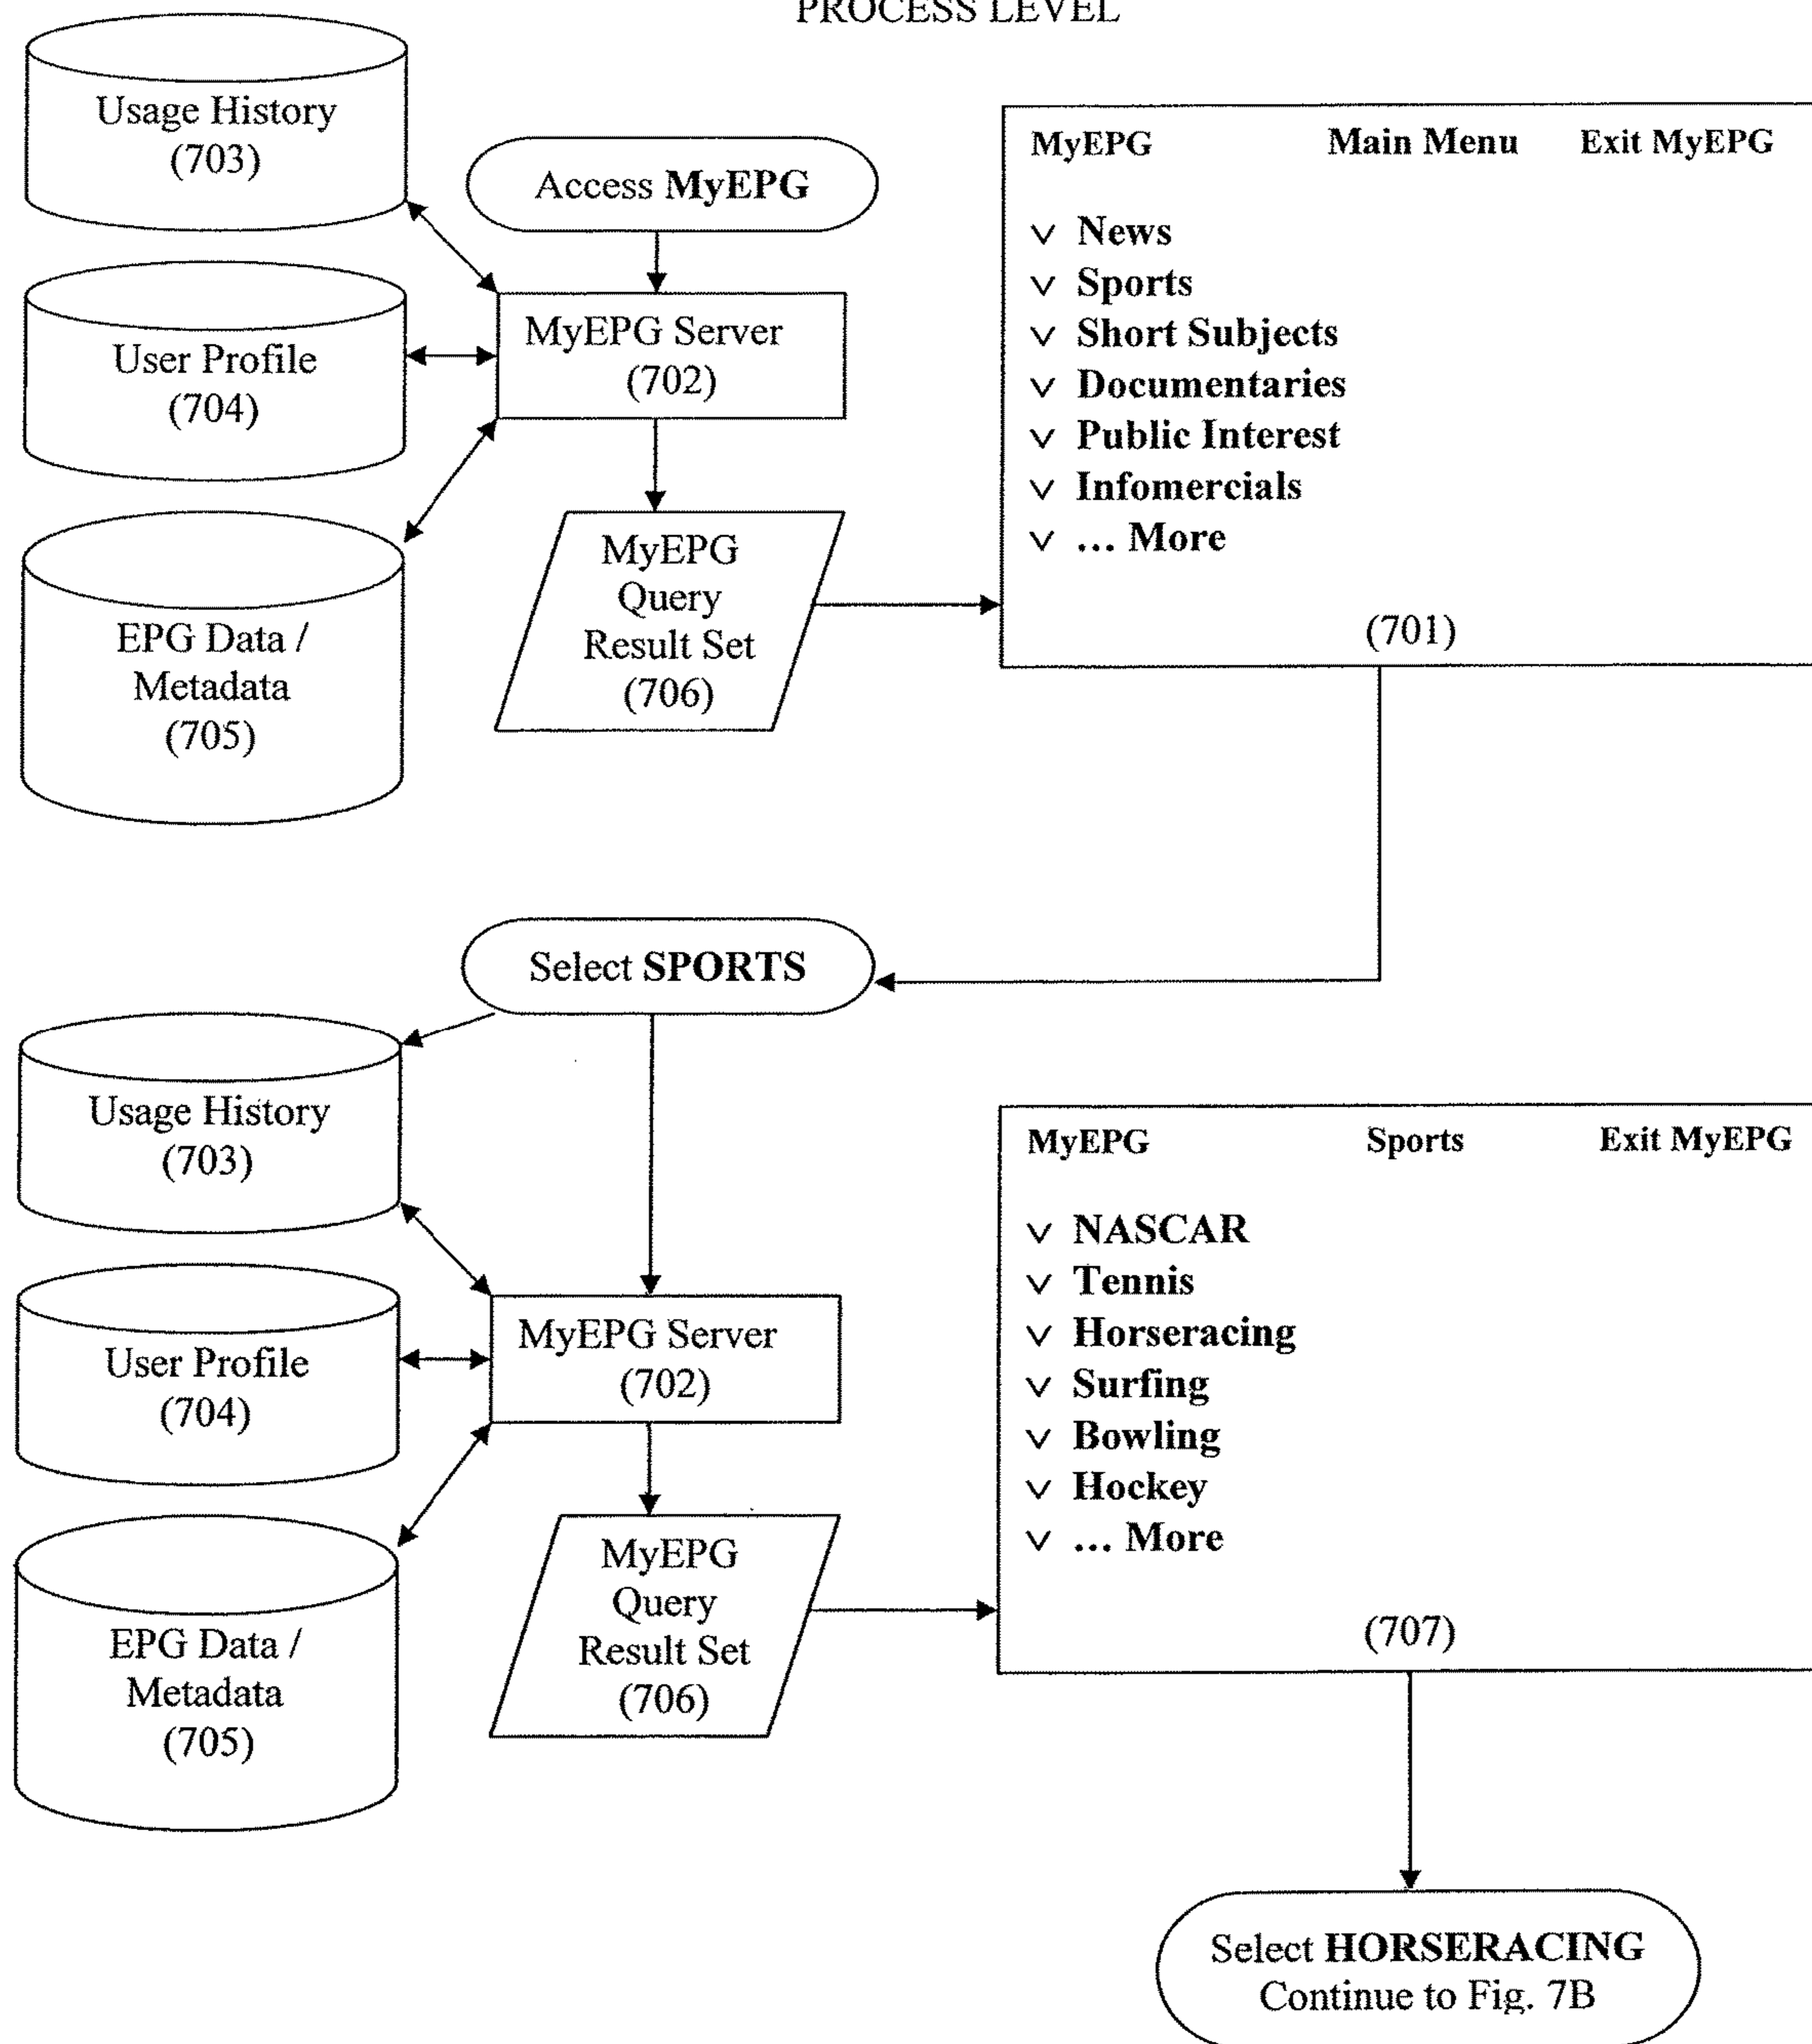 PROCESS LEVEL
Usage History
(703)
Access MyEPG
User Profile
(704)
MyEPG Server
(702)
EPG Data /
Metadata
(705)
MyEPG
Query
Result Set
(706)
MyEPG Main Menu Exit MyEPG
v News
v Sports
v Short Subjects
v Documentaries
v Public Interest
v Infomercials
v ... More
(701)
Select SPORTS
Usage History
(703)
User Profile
(704)
MyEPG Server
(702)
EPG Data /
Metadata
(705)
MyEPG
Query
Result Set
(706)
MyEPG Sports Exit MyEPG
v NASCAR
v Tennis
v Horseracing
v Surfing
v Bowling
v Hockey
v ... More
(707)
Select HORSERACING
Continue to Fig. 7B